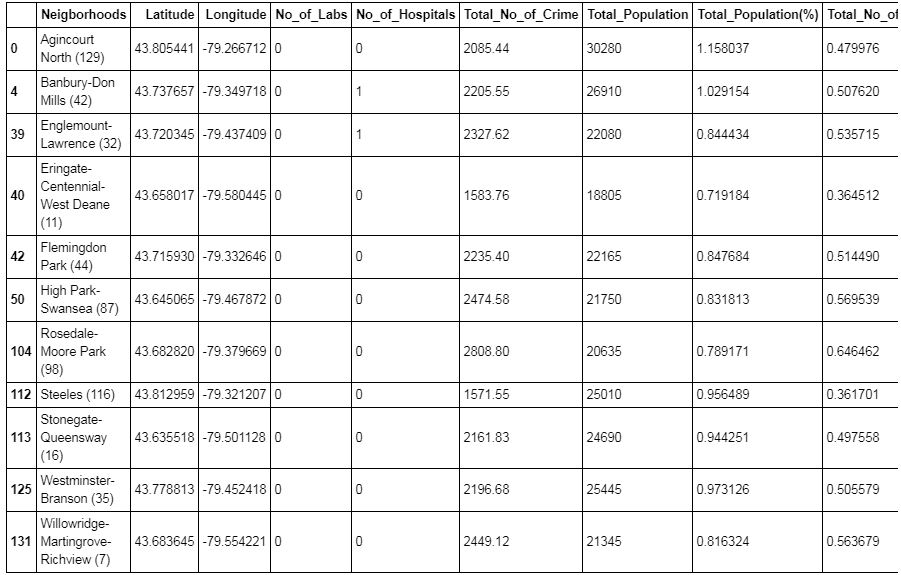 Neigborhoods Latitude Longitude No_of_Labs No_of_Hospitals Total_No_of_Crime Total_Population Total_Population(%) Total_No_of
0 Agincourt 43.805441 -79.266712 0 0 2085.44 30280 1.158037 0.479976
North (129)
4 Banbury-Don 43.737657 -79.349718 0 1 2205.55 26910 1.029154 0.507620
Mills (42)
39 Englemount- 43.720345 -79.437409 0 1 2327.62 22080 0.844434 0.535715
Lawrence (32)
40 Eringate- 43.658017 -79.580445 0 0 1583.76 18805 0.719184 0.364512
Centennial-
West Deane
(11)
42 Flemingdon 43.715930 -79.332646 0 0 2235.40 22165 0.847684 0.514490
Park (44)
50 High Park- 43.645065 -79.467872 0 0 2474.58 21750 0.831813 0.569539
Swansea (87)
104 Rosedale- 43.682820 -79.379669 0 0 2808.80 20635 0.789171 0.646462
Moore Park
(98)
112 Steeles (116) 43.812959 -79.321207 0 0 1571.55 25010 0.956489 0.361701
113 Stonegate- 43.635518 -79.501128 0 0 2161.83 24690 0.944251 0.497558
Queensway
(16)
125 Westminster- 43.778813 -79.452418 0 0 2196.68 25445 0.973126 0.505579
Branson (35)
131 Willowridge- 43.683645 -79.554221 0 0 2449.12 21345 0.816324 0.563679
Martingrove-
Richview (7)